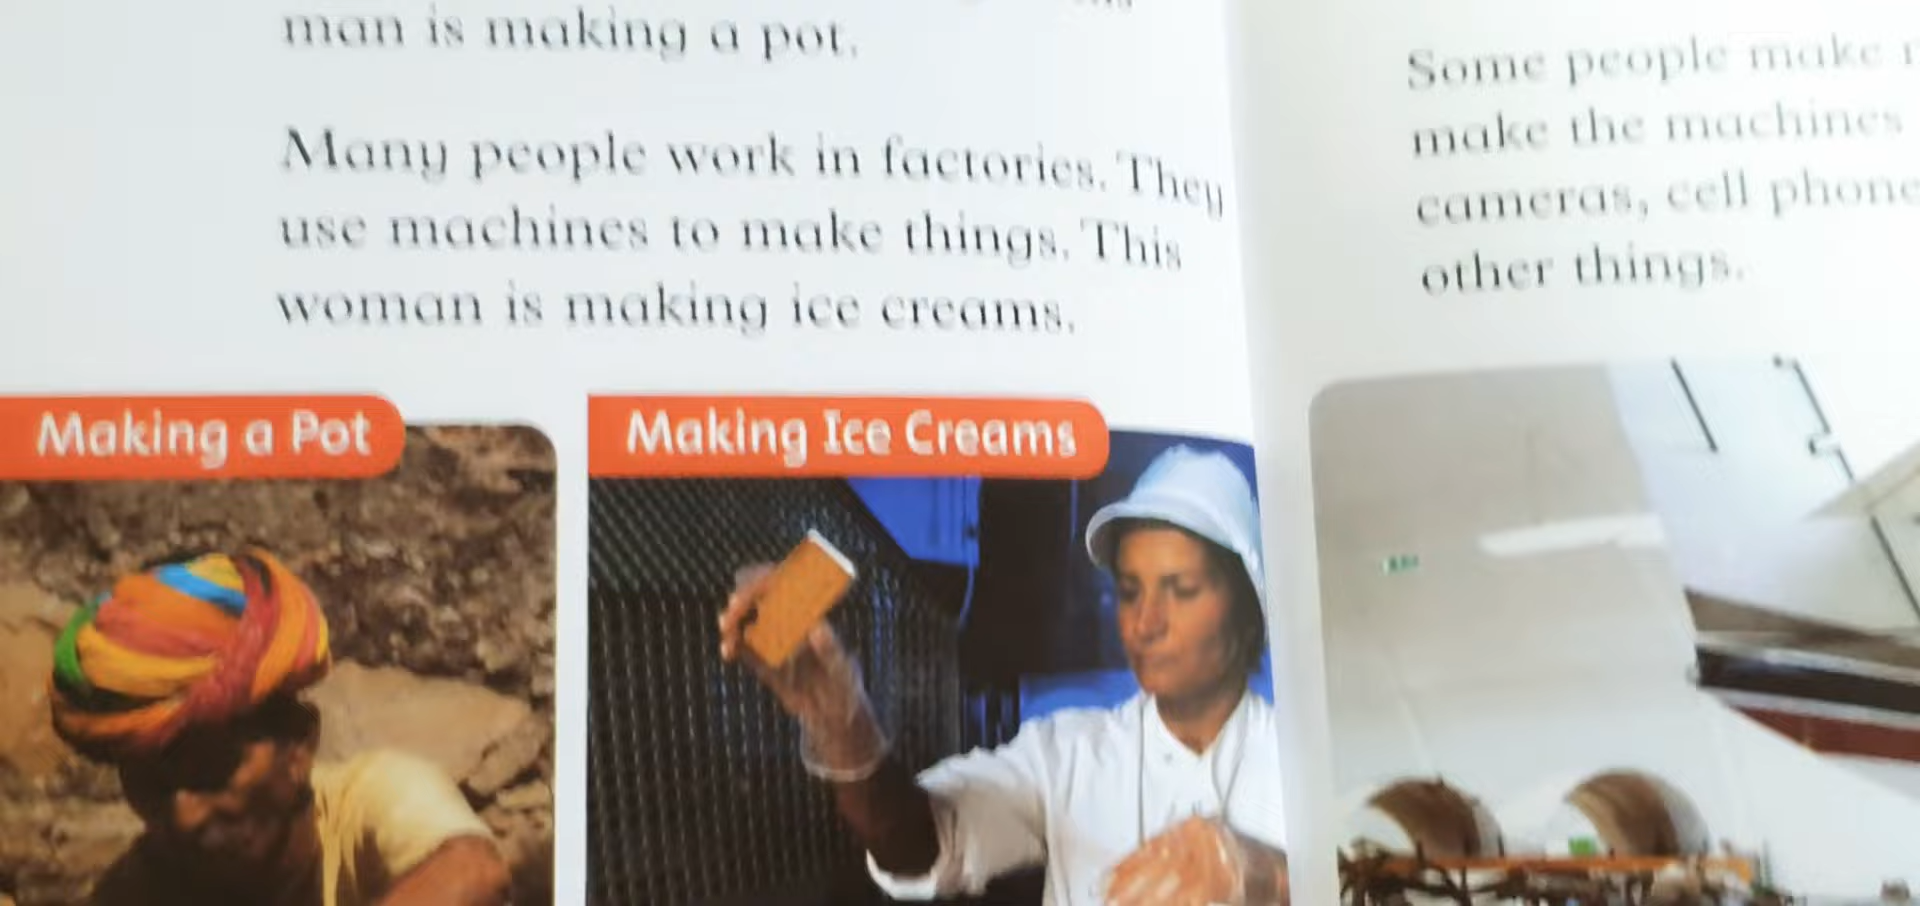 man is making a pot.
Many people work in factories. They
use machines to make things. This
woman is making ice creams.
Making a Pot
Making Ice Creams
Some people make
make the machines
cameras, cell phone
other things.